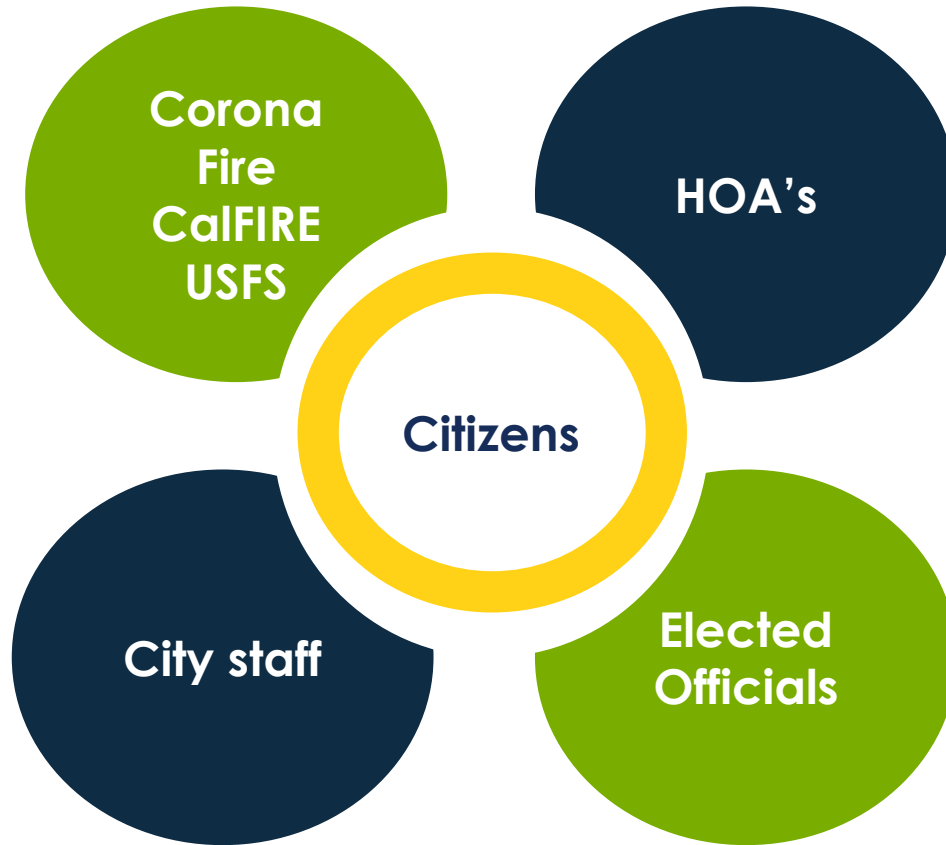 Corona
Fire
CalFIRE
USFS
HOA’s
Citizens
City staff
Elected
Officials